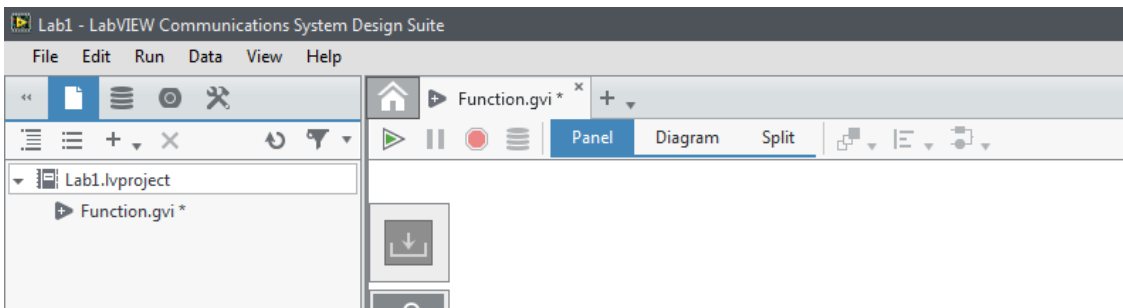 Lab1 - LabVIEW Communications System Design Suite
File Edit Run Data View Help
Function.gvi *
Panel Diagram Split
Lab1.lvproject
Function.gvi *